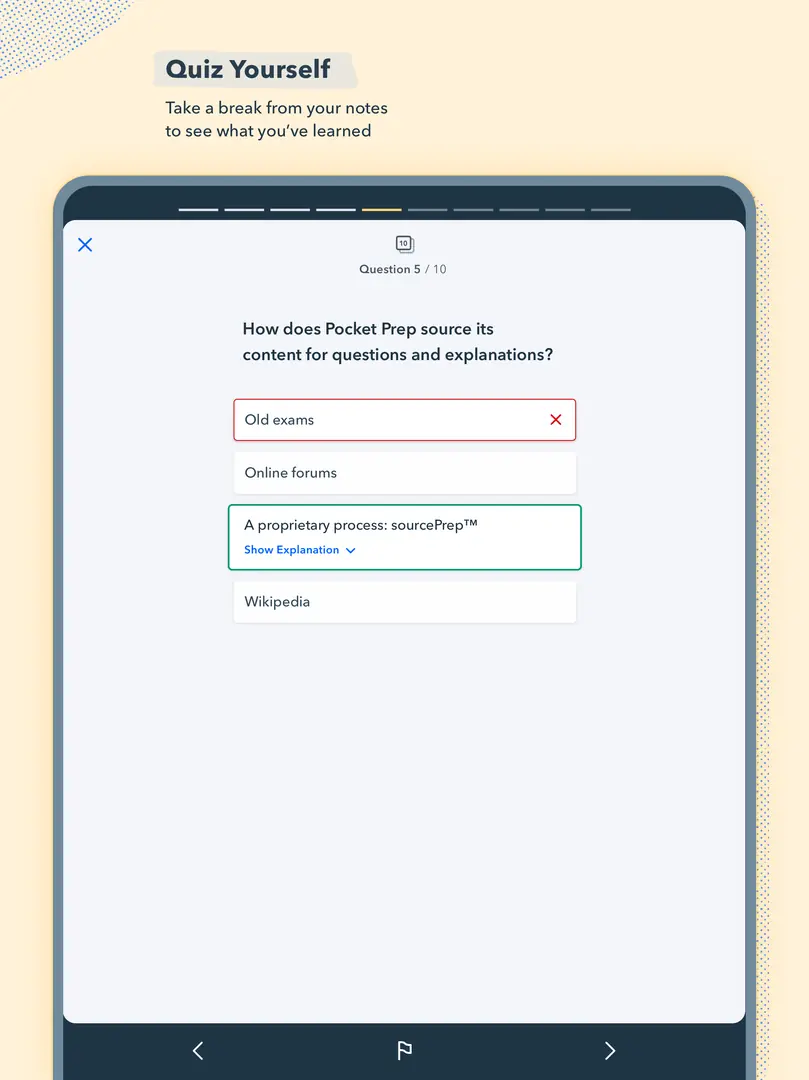 Quiz Yourself
Take a break from your notes
to see what you’ve learned
10
Question 5 / 10
How does Pocket Prep source its
content for questions and explanations?
Old exams
Online forums
A proprietary process: sourcePrep™
Show Explanation
Wikipedia